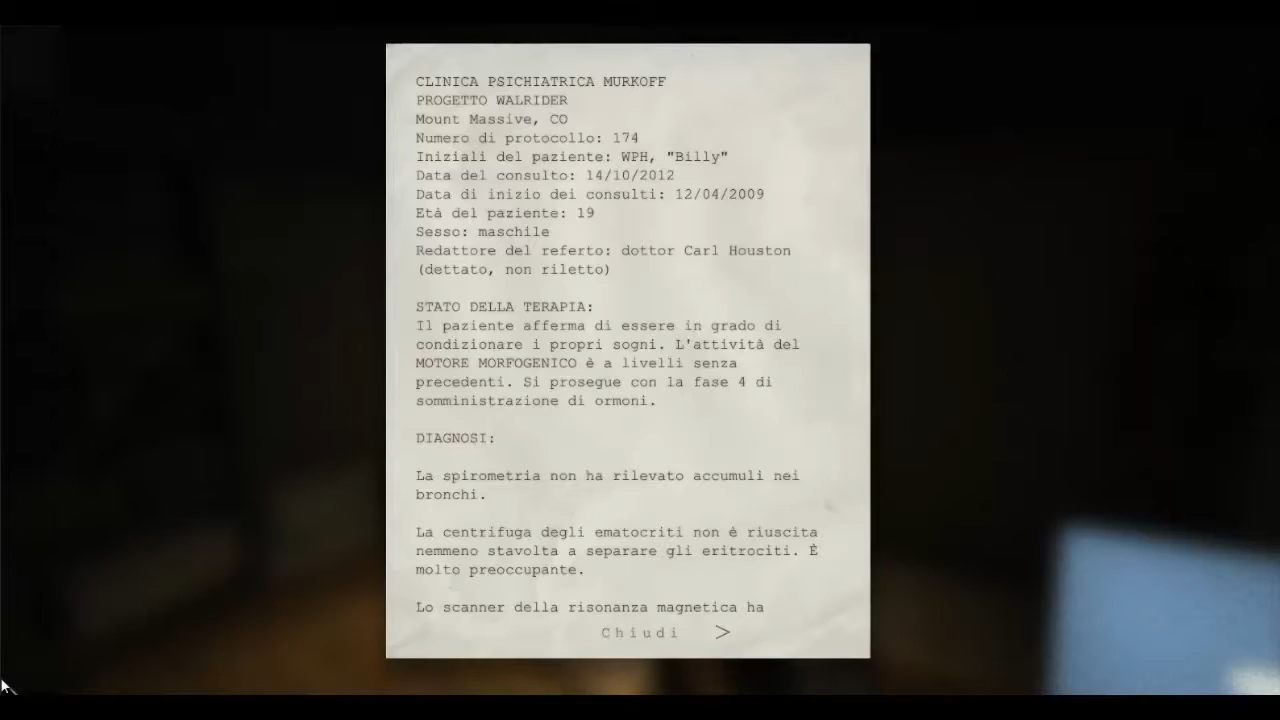 CLINICA PSICHIATRICA MURKOFF
PROGETTO WALRIDER
Mount Massive, CO
Numero di protocollo: 174
Iniziali del paziente: WPH, "Billy"
Data del consulto: 14/10/2012
Data di inizio dei consulti: 12/04/2009
Età del paziente: 19
Sesso: maschile
Redattore del referto: dottor Carl Houston
(dettato, non riletto)
STATO DELLA TERAPIA:
Il paziente afferma di essere in grado di
condizionare i propri sogni. L'attività del
MOTORE MORFOGENICO è a livelli senza
precedenti. Si prosegue con la fase 4 di
somministrazione di ormoni.
DIAGNOSI:
La spirometria non ha rilevato accumuli nei
bronchi.
La centrifuga degli ematocriti non è riuscita
nemmeno stavolta a separare gli eritrociti. È
molto preoccupante.
Lo scanner della risonanza magnetica ha
Chiudi >